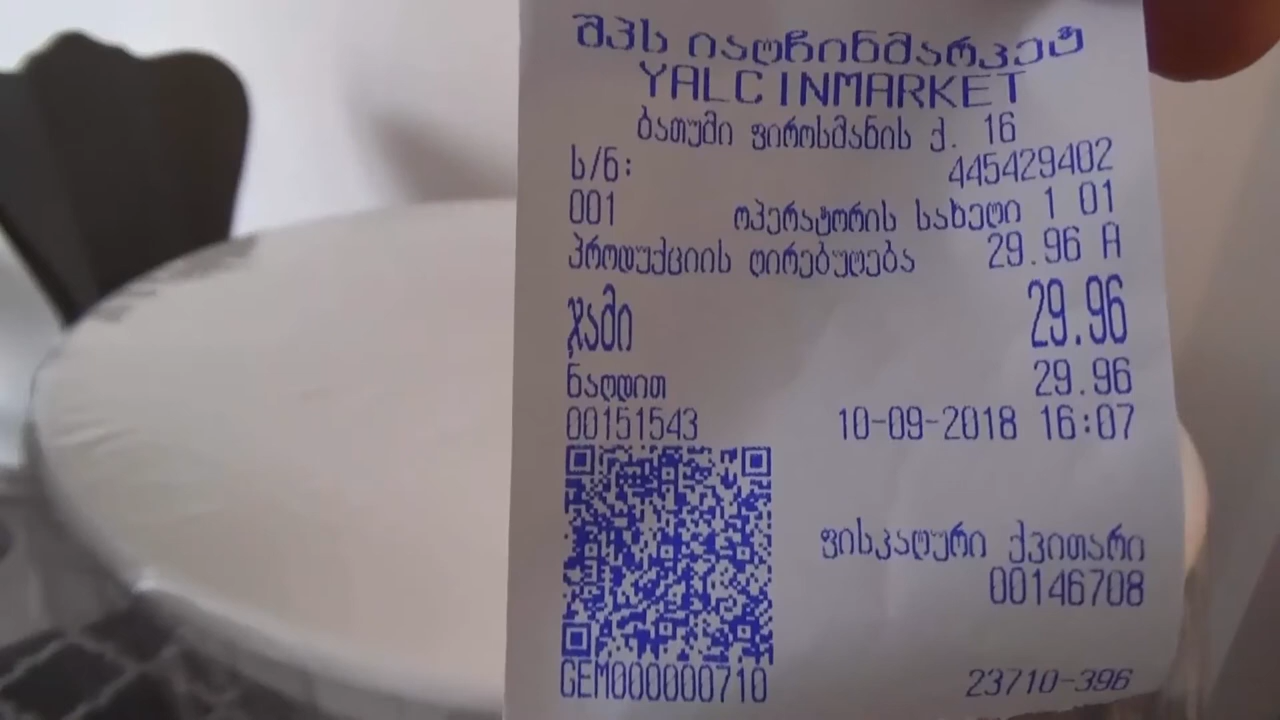 შპს იალჩინმარკეტ
YALCINMARKET
ბათუმი ფიროსმანის ქ. 16
ს/ნ: 445429402
001 ოპერატორის სახელი 1 01
პროდუქციის ღირებულება 29.96 A
ჯამი 29.96
ნაღდით 29.96
00151543 10-09-2018 16:07
ფისკალური ქვითარი
00146708
GEM000000710 23710-396